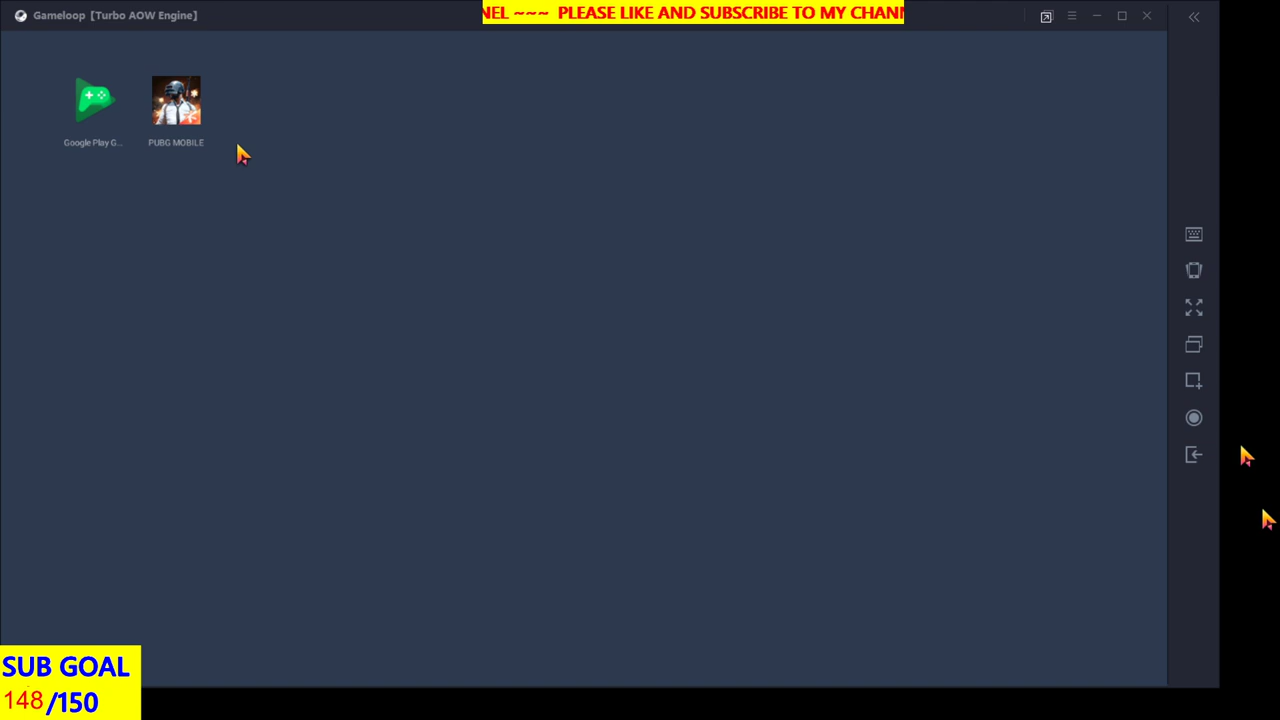 Gameloop [Turbo AOW Engine]
NEL ~~~ PLEASE LIKE AND SUBSCRIBE TO MY CHANN
Google Play G...
PUBG MOBILE
SUB GOAL
148/150